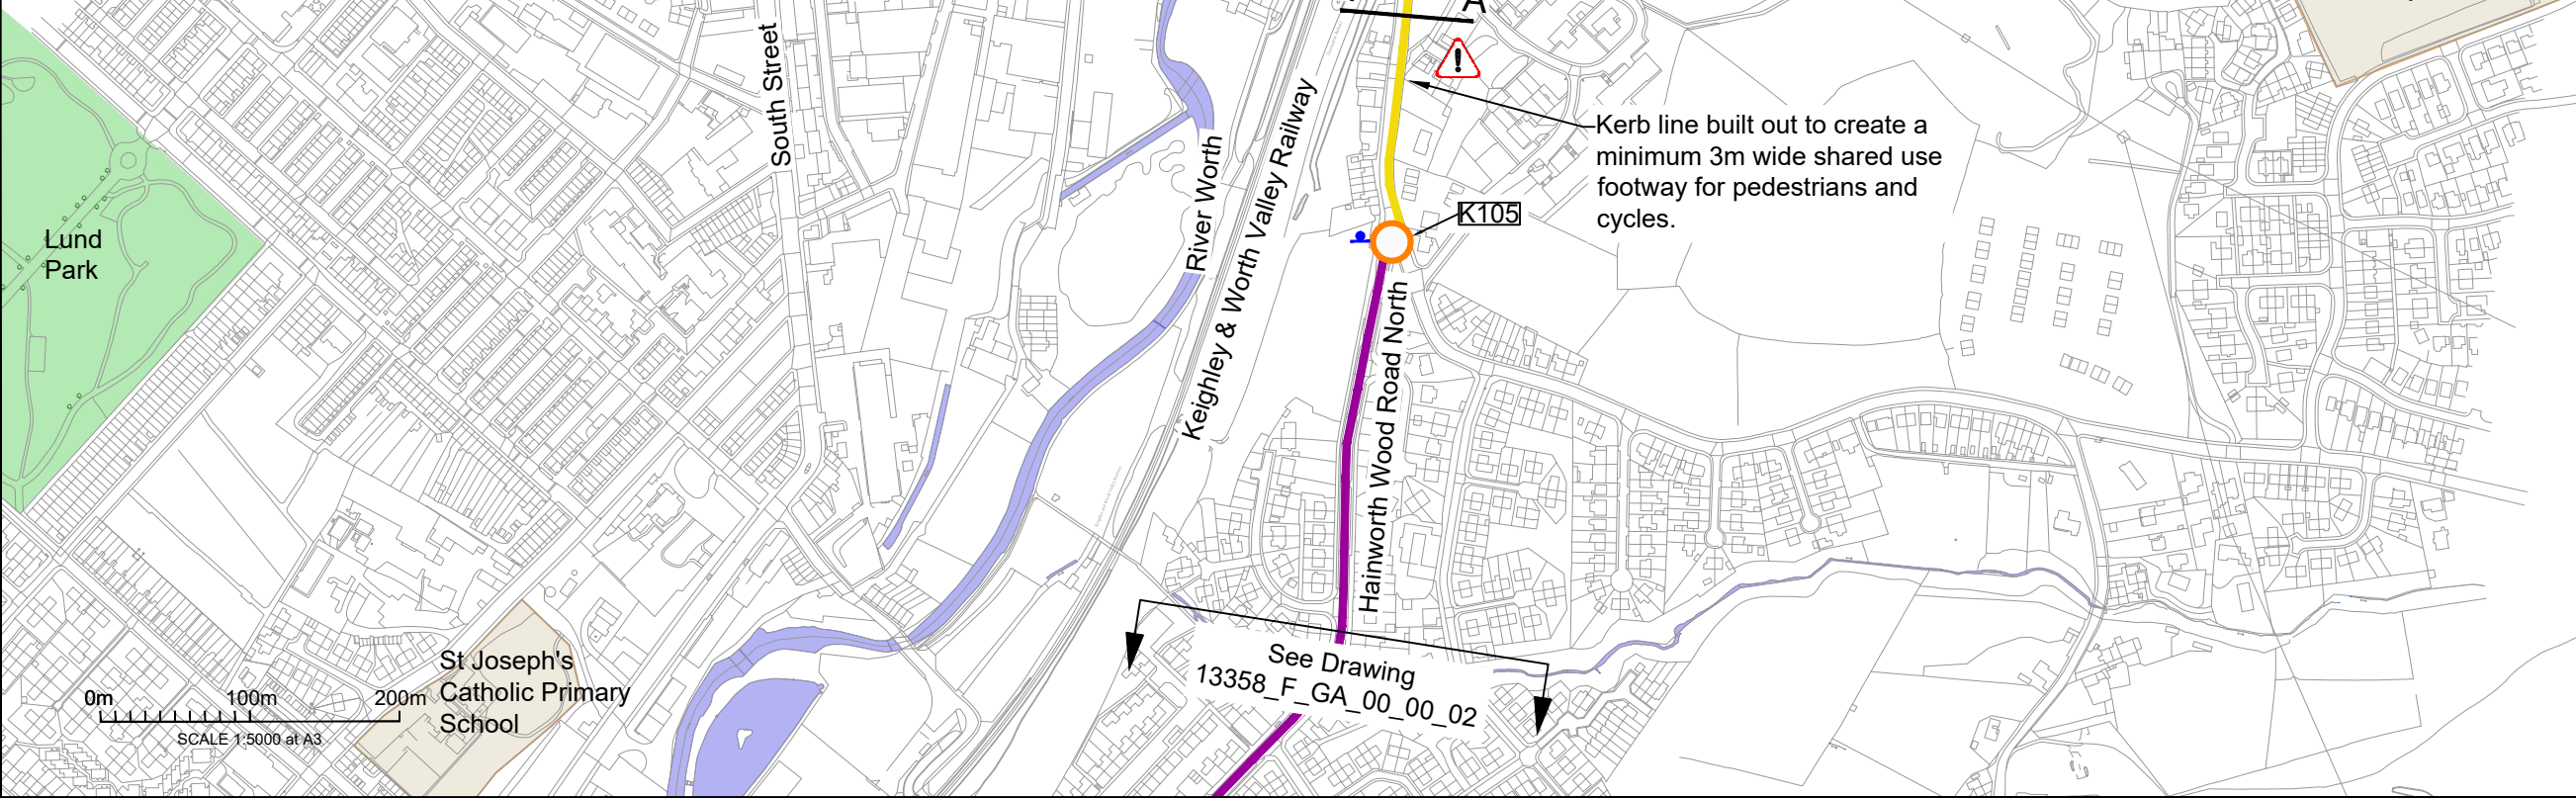 A
South Street
River Worth
Keighley & Worth Valley Railway
Kerb line built out to create a
minimum 3m wide shared use
footway for pedestrians and
cycles.
K105
Lund
Park
Hainworth Wood Road North
See Drawing
13358_F_GA_00_00_02
St Joseph's
Catholic Primary
School
0m 100m 200m
SCALE 1:5000 at A3